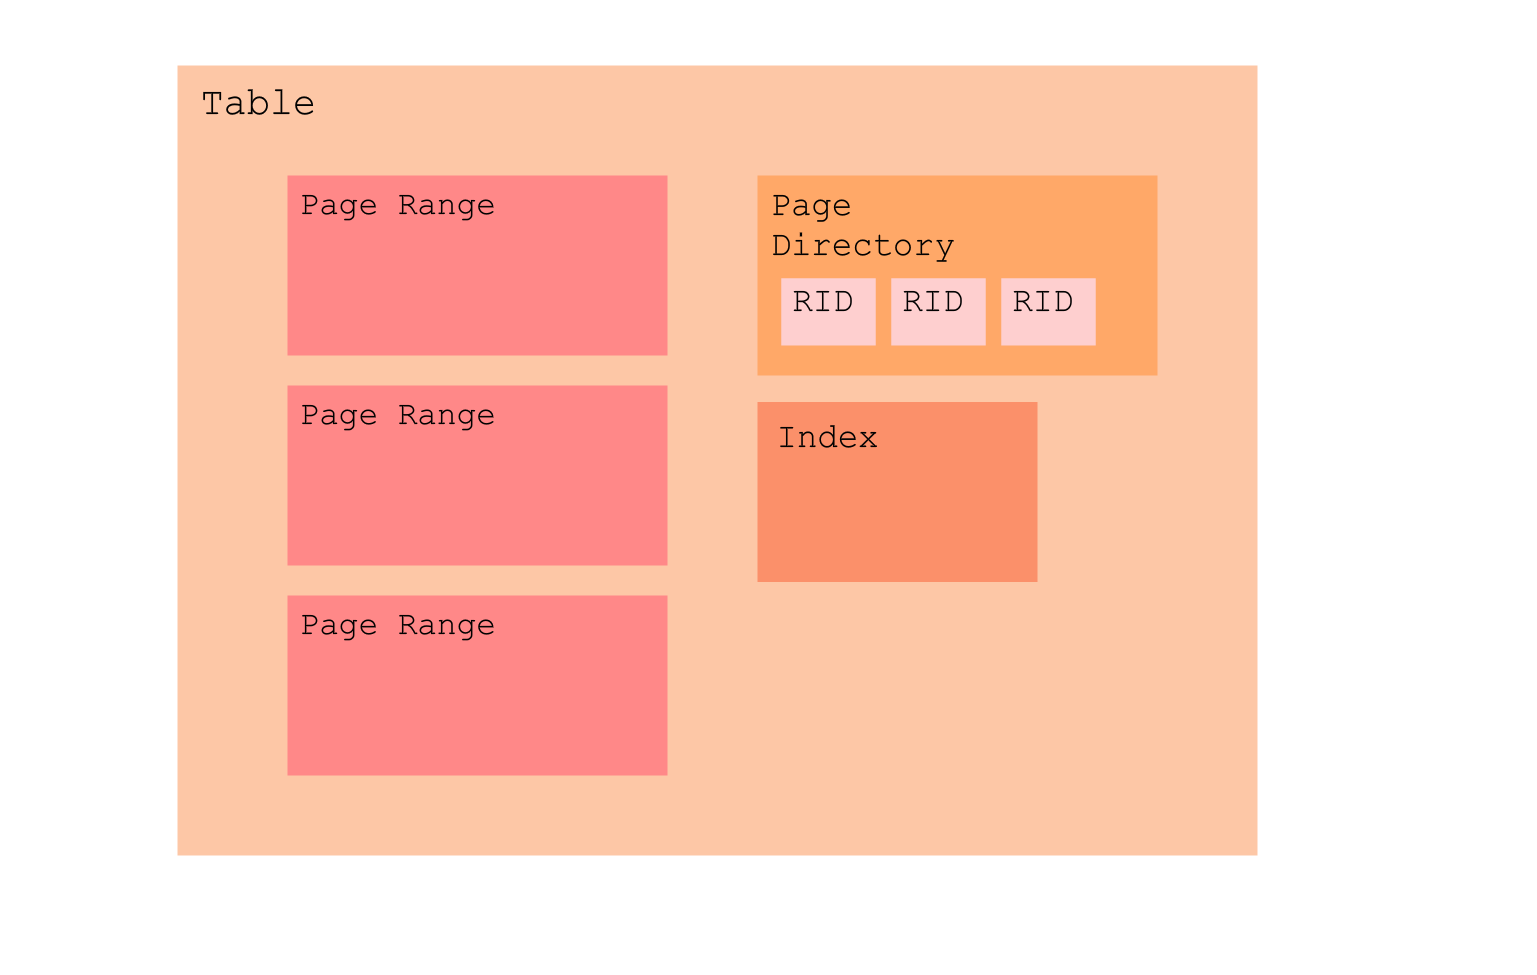 Table
Page Range
Page Range
Page Range
Page
Directory
RID RID RID
Index